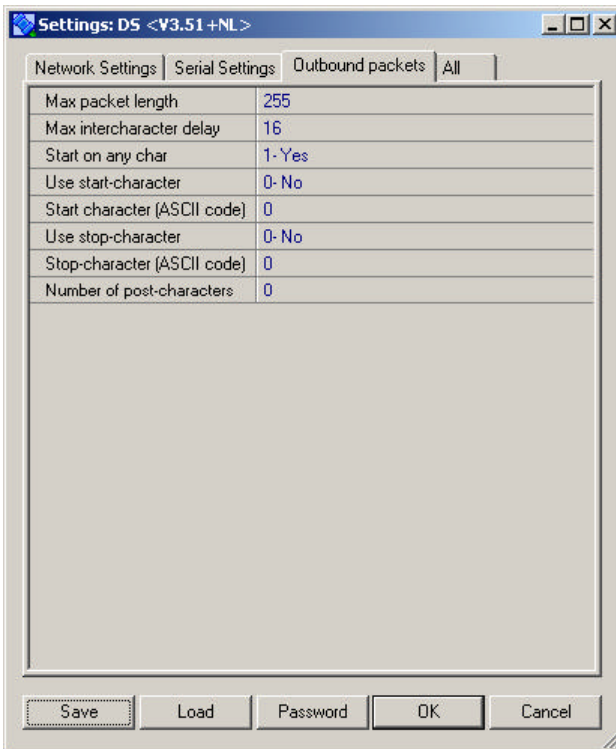 Settings: DS <V3.51+NL>
Network Settings Serial Settings Outbound packets All
Max packet length 255
Max intercharacter delay 16
Start on any char 1- Yes
Use start-character 0- No
Start character (ASCII code) 0
Use stop-character 0- No
Stop-character (ASCII code) 0
Number of post-characters 0
Save Load Password OK Cancel